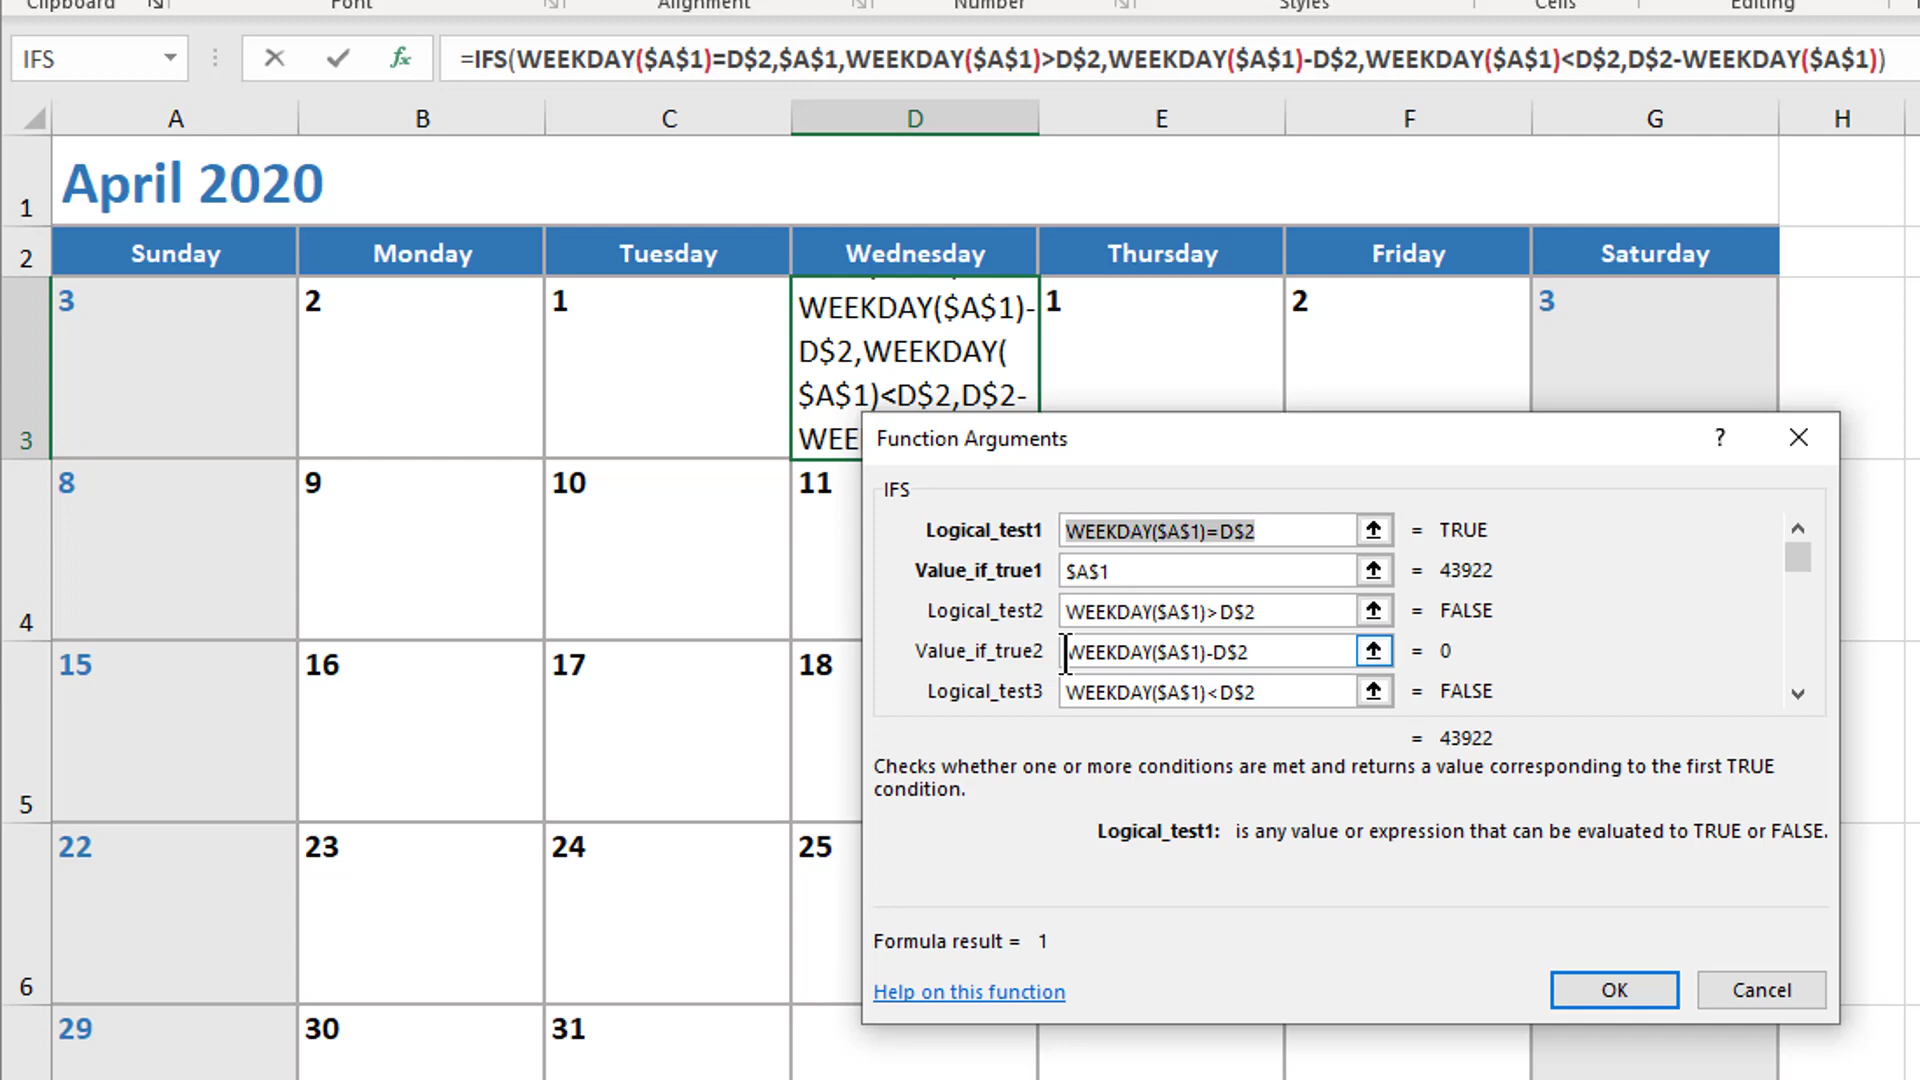 Clipboard Font Alignment Number Styles Cells Editing
IFS fx =IFS(WEEKDAY($A$1)=D$2,$A$1,WEEKDAY($A$1)>D$2,WEEKDAY($A$1)-D$2,WEEKDAY($A$1)<D$2,D$2-WEEKDAY($A$1))
A B C D E F G H
1 April 2020
2 Sunday Monday Tuesday Wednesday Thursday Friday Saturday
3 2 1 WEEKDAY($A$1)- 1 2 3
D$2,WEEKDAY(
$A$1)<D$2,D$2-
3 WEE
Function Arguments ?
IFS
Logical_test1 WEEKDAY($A$1)=D$2 = TRUE
Value_if_true1 $A$1 = 43922
Logical_test2 WEEKDAY($A$1)>D$2 = FALSE
Value_if_true2 WEEKDAY($A$1)-D$2 = 0
Logical_test3 WEEKDAY($A$1)<D$2 = FALSE
= 43922
Checks whether one or more conditions are met and returns a value corresponding to the first TRUE
condition.
Logical_test1: is any value or expression that can be evaluated to TRUE or FALSE.
Formula result = 1
Help on this function OK Cancel
8 9 10 11
4
15 16 17 18
5
22 23 24 25
6
29 30 31